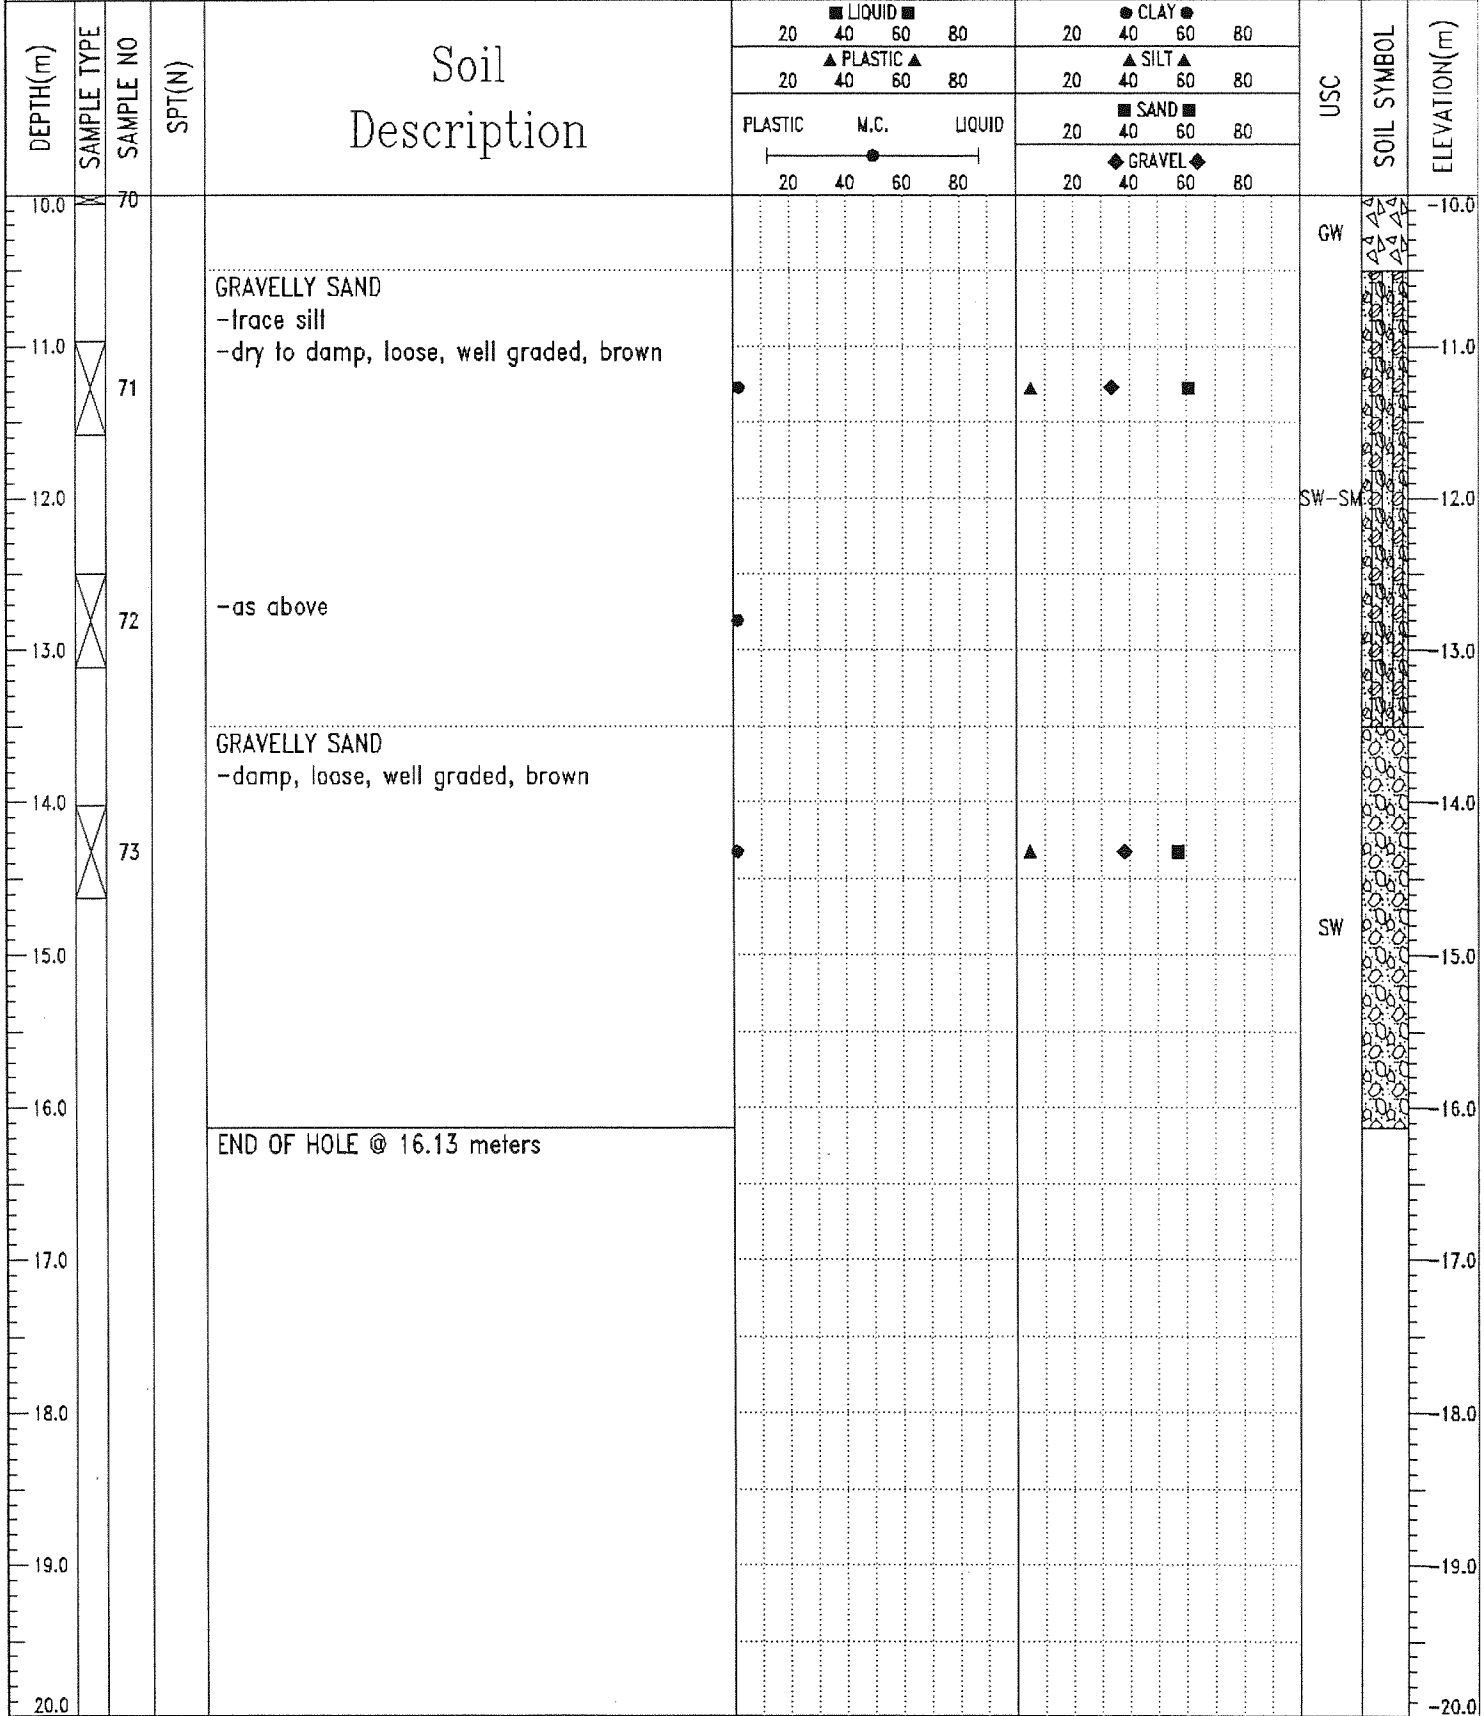 DEPTH(m)
SAMPLE TYPE
SAMPLE NO
SPT(N)
Soil
Description
■ LIQUID ■
20 40 60 80
▲ PLASTIC ▲
20 40 60 80
PLASTIC M.C. LIQUID
20 40 60 80
● CLAY ●
20 40 60 80
▲ SILT ▲
20 40 60 80
■ SAND ■
20 40 60 80
◆ GRAVEL ◆
20 40 60 80
USC
SOIL SYMBOL
ELEVATION(m)
10.0 70 -10.0
GW
GRAVELLY SAND
-trace silt
11.0 -dry to damp, loose, well graded, brown -11.0
71
12.0 SW-SM -12.0
72 -as above
13.0 -13.0
GRAVELLY SAND
-damp, loose, well graded, brown
14.0 -14.0
73
SW
15.0 -15.0
16.0 -16.0
END OF HOLE @ 16.13 meters
17.0 -17.0
18.0 -18.0
19.0 -19.0
20.0 -20.0